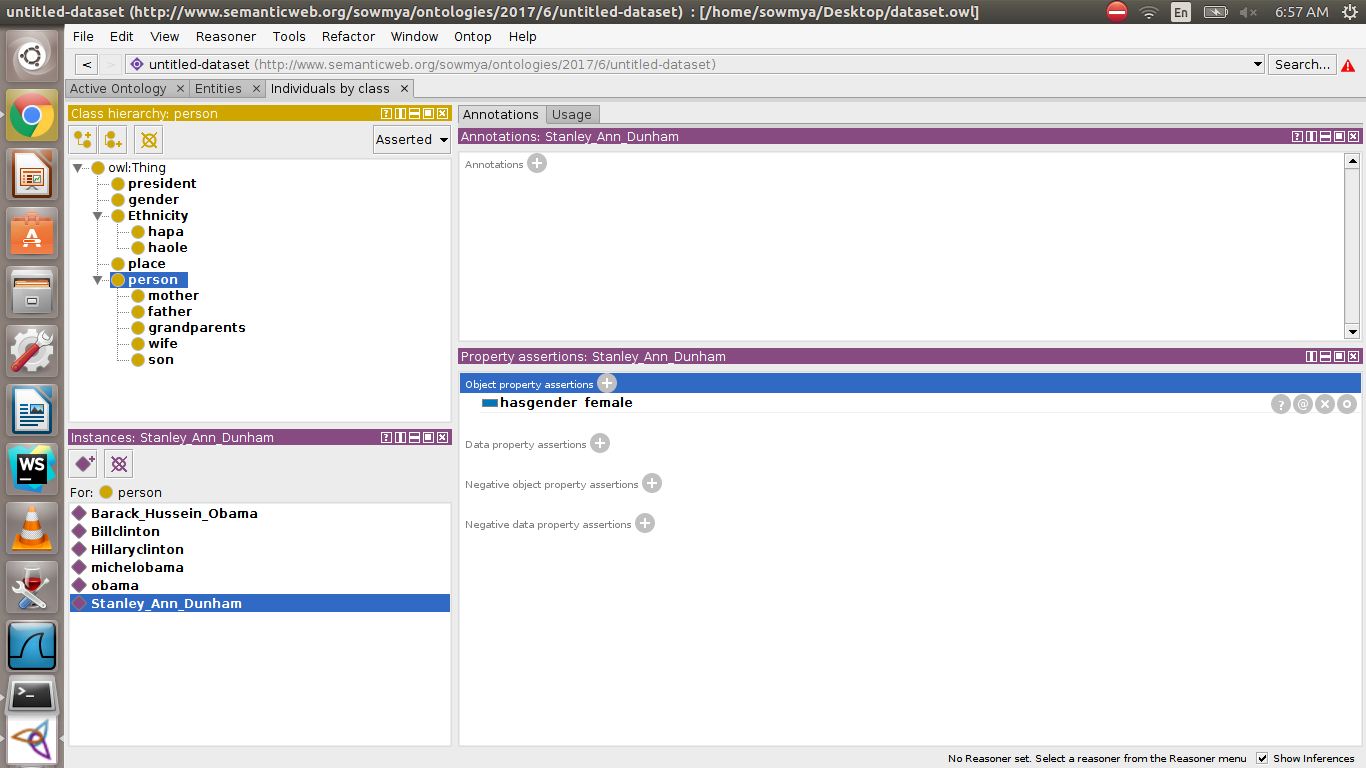 untitled-dataset (http://www.semanticweb.org/sowmya/ontologies/2017/6/untitled-dataset) : [/home/sowmya/Desktop/dataset.owl]
En
6:57 AM
File Edit View Reasoner Tools Refactor Window Ontop Help
< > untitled-dataset (http://www.semanticweb.org/sowmya/ontologies/2017/6/untitled-dataset) Search...
Active Ontology × Entities × Individuals by class ×
Class hierarchy: person
Asserted
owl:Thing
president
gender
Ethnicity
hapa
haole
place
person
mother
father
grandparents
wife
son
Instances: Stanley_Ann_Dunham
For: person
Barack_Hussein_Obama
Billclinton
Hillaryclinton
michelobama
obama
Stanley_Ann_Dunham
Annotations Usage
Annotations: Stanley_Ann_Dunham
Annotations
Property assertions: Stanley_Ann_Dunham
Object property assertions
hasgender female
? @
Data property assertions
Negative object property assertions
Negative data property assertions
No Reasoner set. Select a reasoner from the Reasoner menu Show Inferences
WS